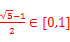 (√5-1)/2 ∈ [0,1]